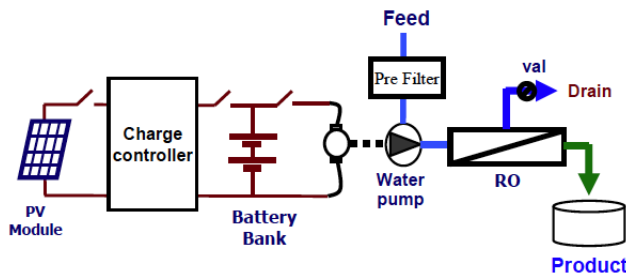 Feed
Pre Filter
val
Drain
Charge
controller
Water
pump
RO
PV
Module
Battery
Bank
Product